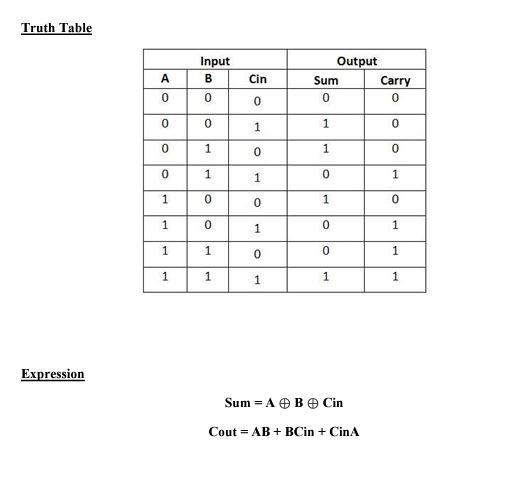 Truth Table
Input Output
A B Cin Sum Carry
0 0 0 0 0
0 0 1 1 0
0 1 0 1 0
0 1 1 0 1
1 0 0 1 0
1 0 1 0 1
1 1 0 0 1
1 1 1 1 1
Expression
Sum = A ⊕ B ⊕ Cin
Cout = AB + BCin + CinA